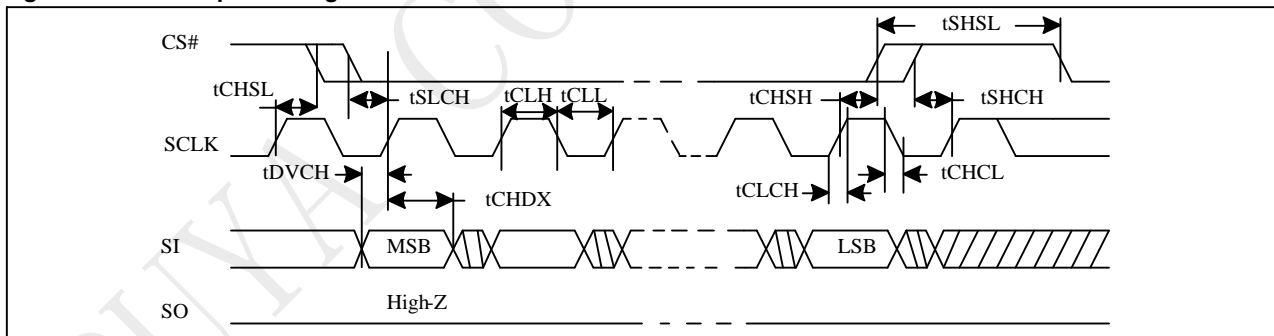 tSHSL
CS#
tCHSL
tSLCH
tCLH
tCLL
tCHSH
tSHCH
SCLK
tDVCH
tCHDX
tCLCH
tCHCL
SI
MSB
LSB
SO
High-Z